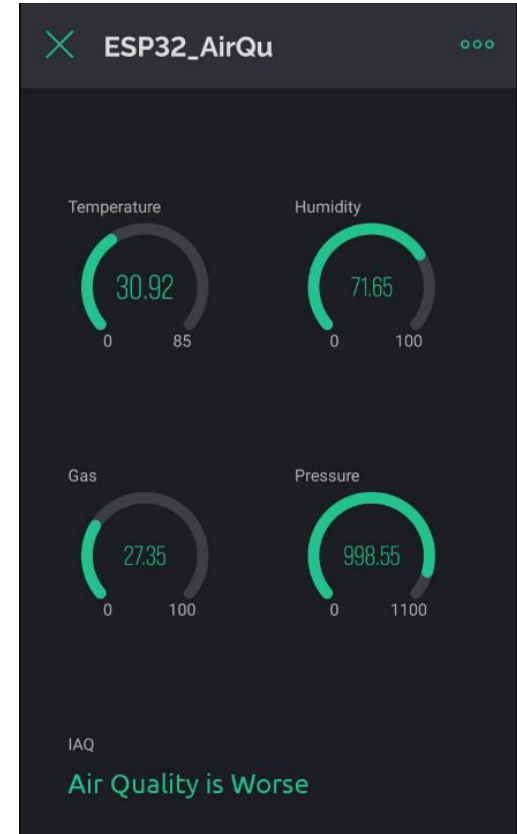 ESP32_AirQu
Temperature
Humidity
30.92
71.65
0
85
0
100
Gas
Pressure
27.35
998.55
0
100
0
1100
IAQ
Air Quality is Worse